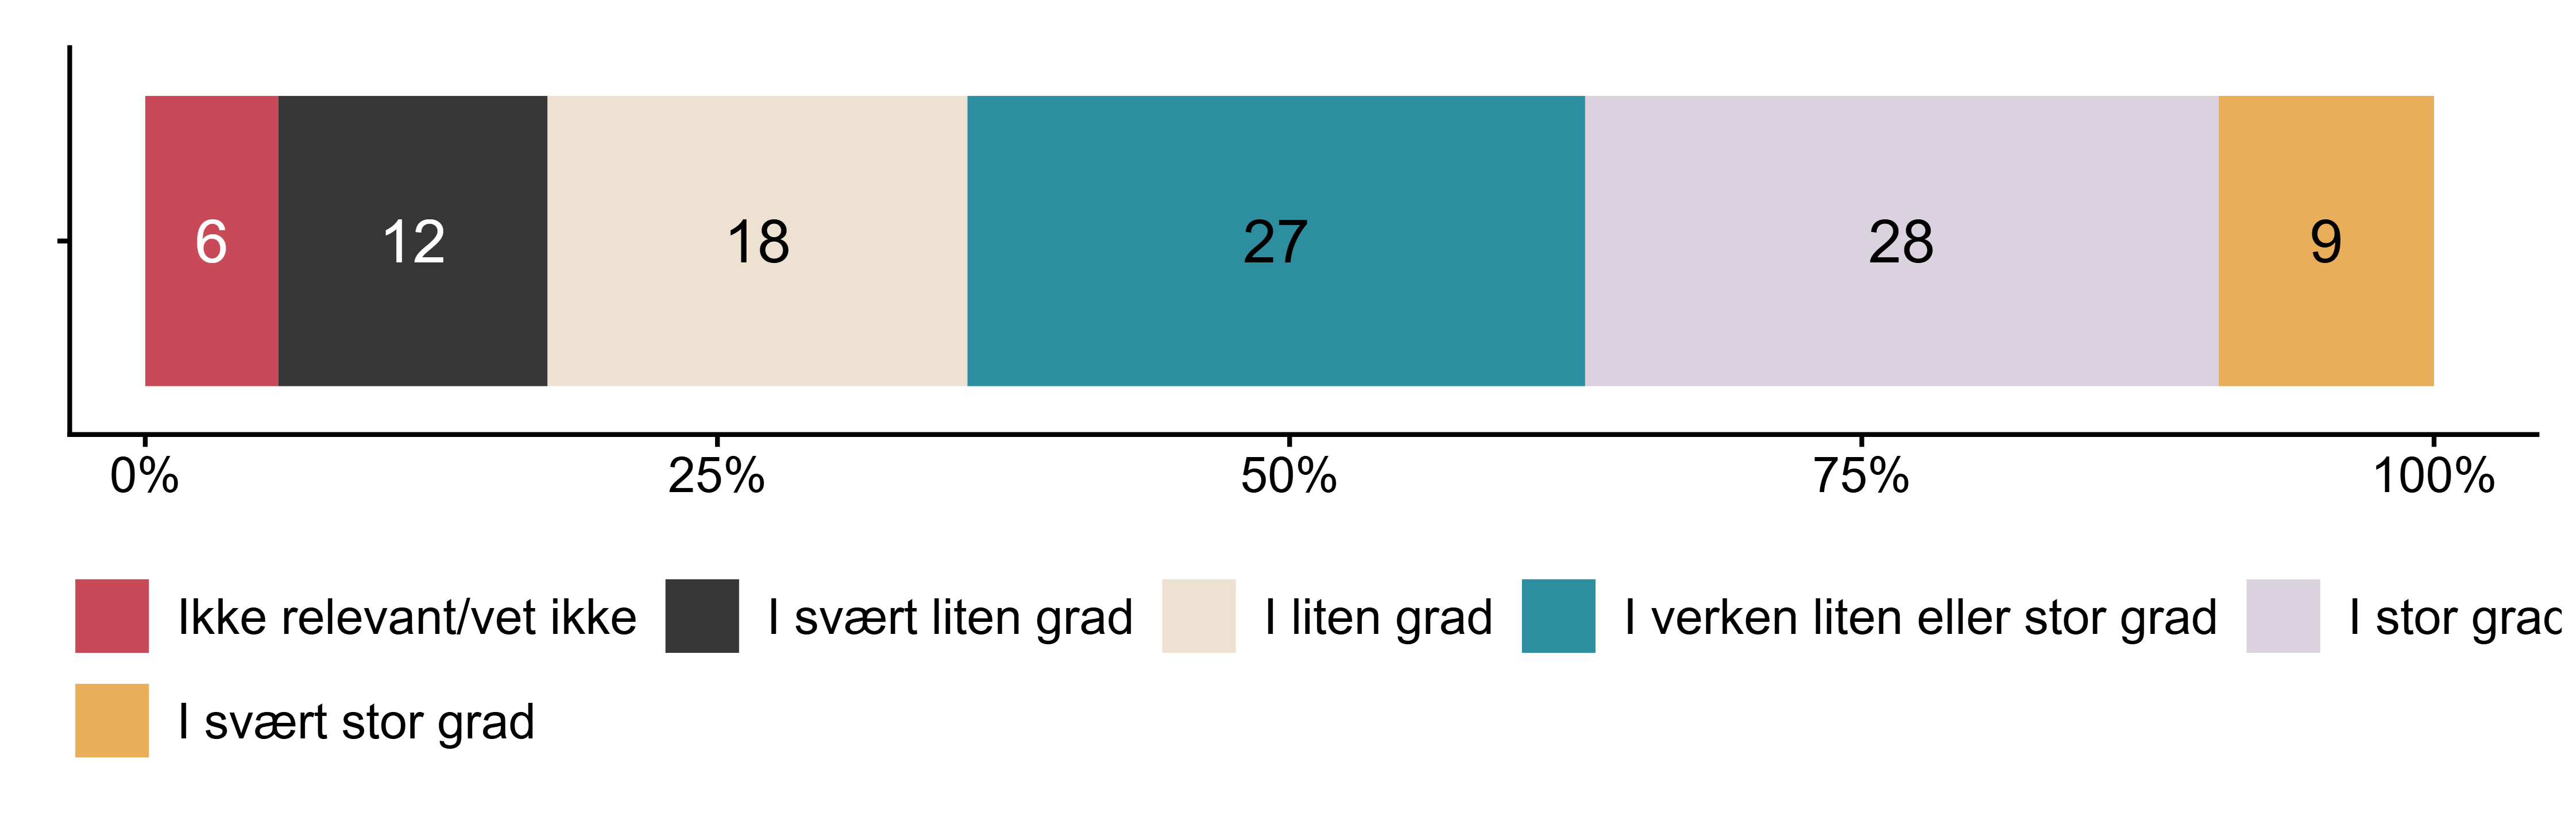 6 12 18 27 28 9
0% 25% 50% 75% 100%
Ikke relevant/vet ikke I svært liten grad I liten grad I verken liten eller stor grad I stor grad
I svært stor grad